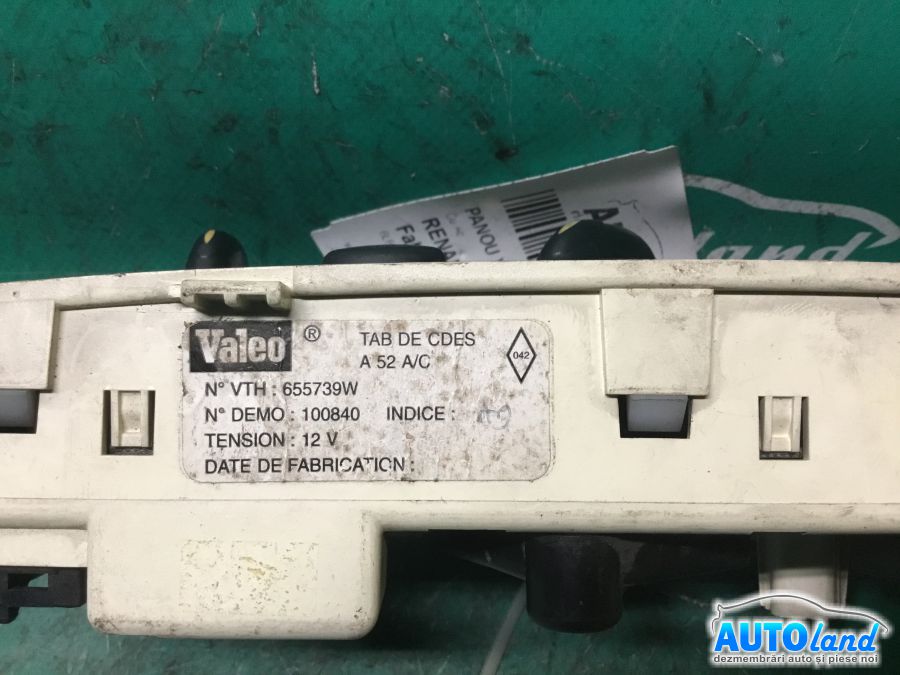 PANOU
RENA
Valeo ®
TAB DE CDES
A 52 A/C
042
N° VTH : 655739W
N° DEMO : 100840 INDICE :
TENSION : 12 V
DATE DE FABRICATION :
AUTOland
dezmembrări auto și piese noi